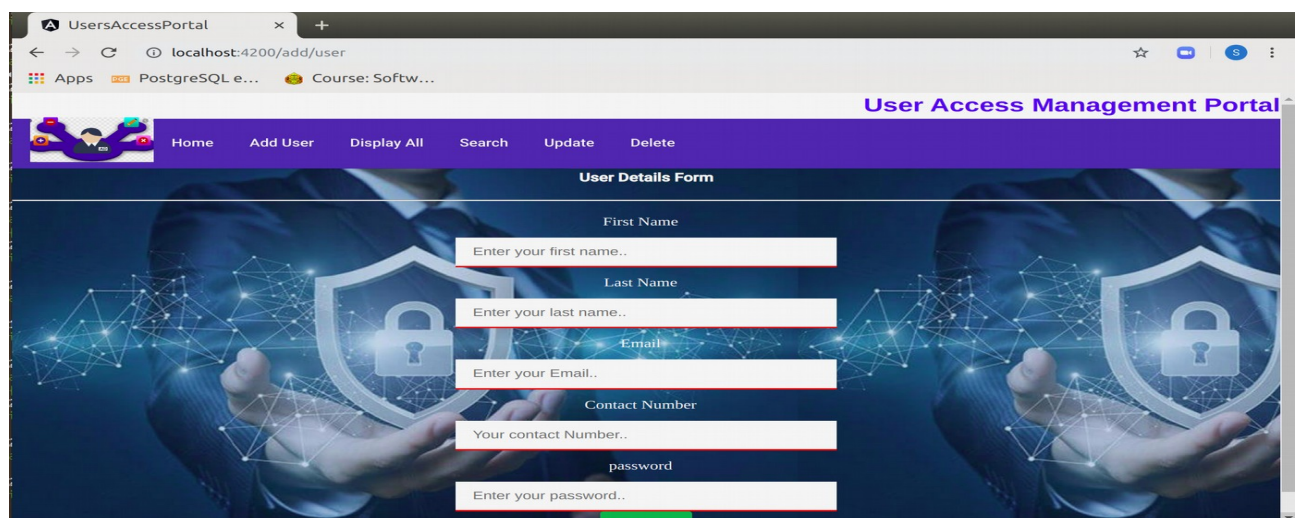 UsersAccessPortal
localhost:4200/add/user
S
Apps PostgreSQL e... Course: Softw...
User Access Management Portal
Home Add User Display All Search Update Delete
User Details Form
First Name
Enter your first name..
Last Name
Enter your last name..
Email
Enter your Email..
Contact Number
Your contact Number..
password
Enter your password..